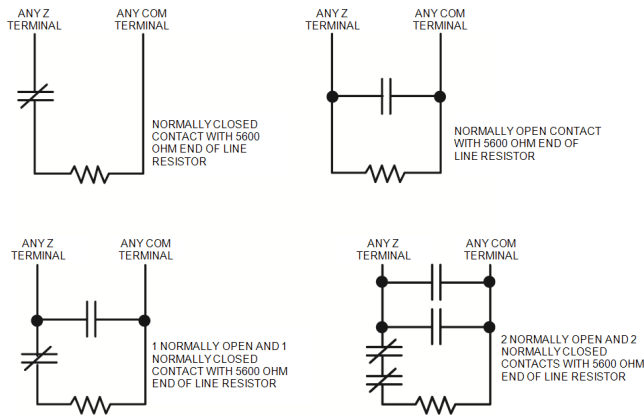 ANY Z
TERMINAL
ANY COM
TERMINAL
NORMALLY CLOSED
CONTACT WITH 5600
OHM END OF LINE
RESISTOR
ANY Z
TERMINAL
ANY COM
TERMINAL
NORMALLY OPEN CONTACT
WITH 5600 OHM END OF
LINE RESISTOR
ANY Z
TERMINAL
ANY COM
TERMINAL
1 NORMALLY OPEN AND 1
NORMALLY CLOSED
CONTACT WITH 5600 OHM
END OF LINE RESISTOR
ANY Z
TERMINAL
ANY COM
TERMINAL
2 NORMALLY OPEN AND 2
NORMALLY CLOSED
CONTACTS WITH 5600 OHM
END OF LINE RESISTOR